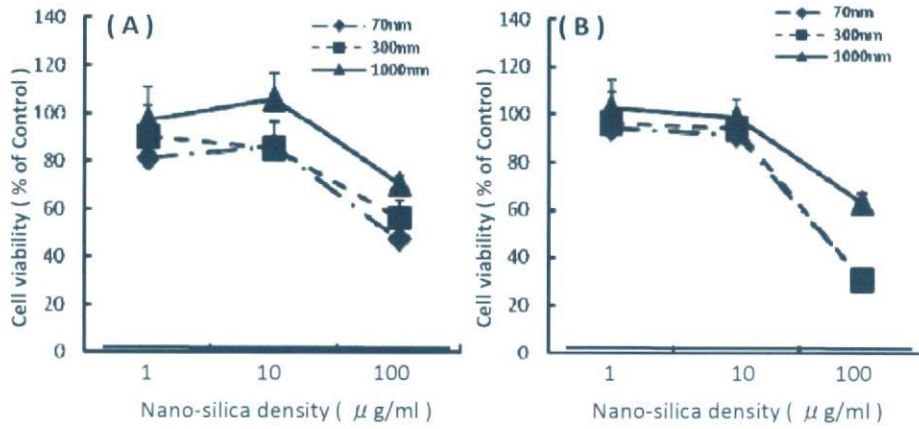 ( A )
70nm
300nm
1000nm
Cell viability ( % of Control )
140
120
100
80
60
40
20
0
1
10
100
Nano-silica density ( μ g/ml )
( B )
70nm
300nm
1000nm
Cell viability ( % of Control )
140
120
100
80
60
40
20
0
1
10
100
Nano-silica density ( μ g/ml )